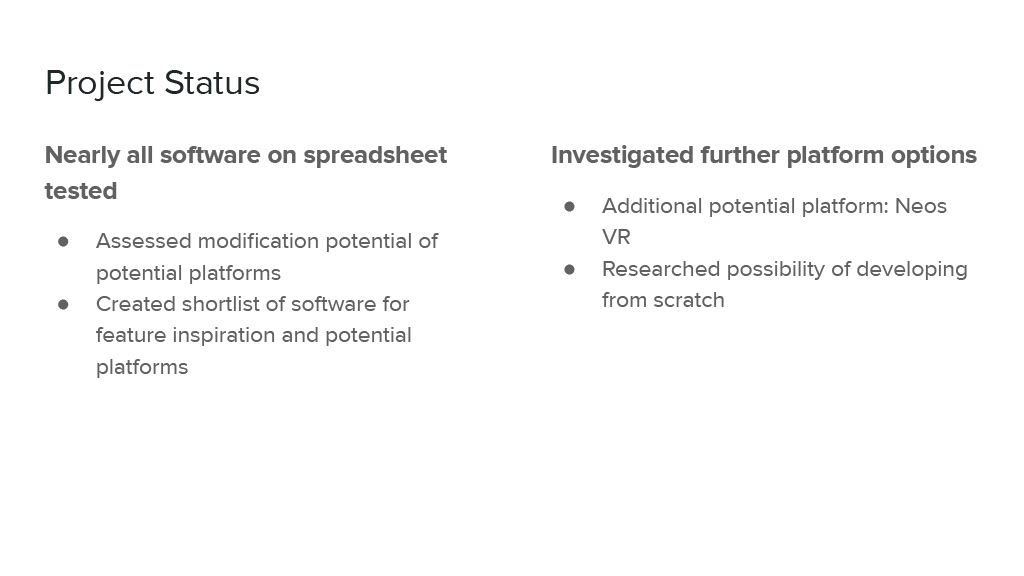 Project Status
Nearly all software on spreadsheet
tested
● Assessed modification potential of
potential platforms
● Created shortlist of software for
feature inspiration and potential
platforms
Investigated further platform options
● Additional potential platform: Neos
VR
● Researched possibility of developing
from scratch